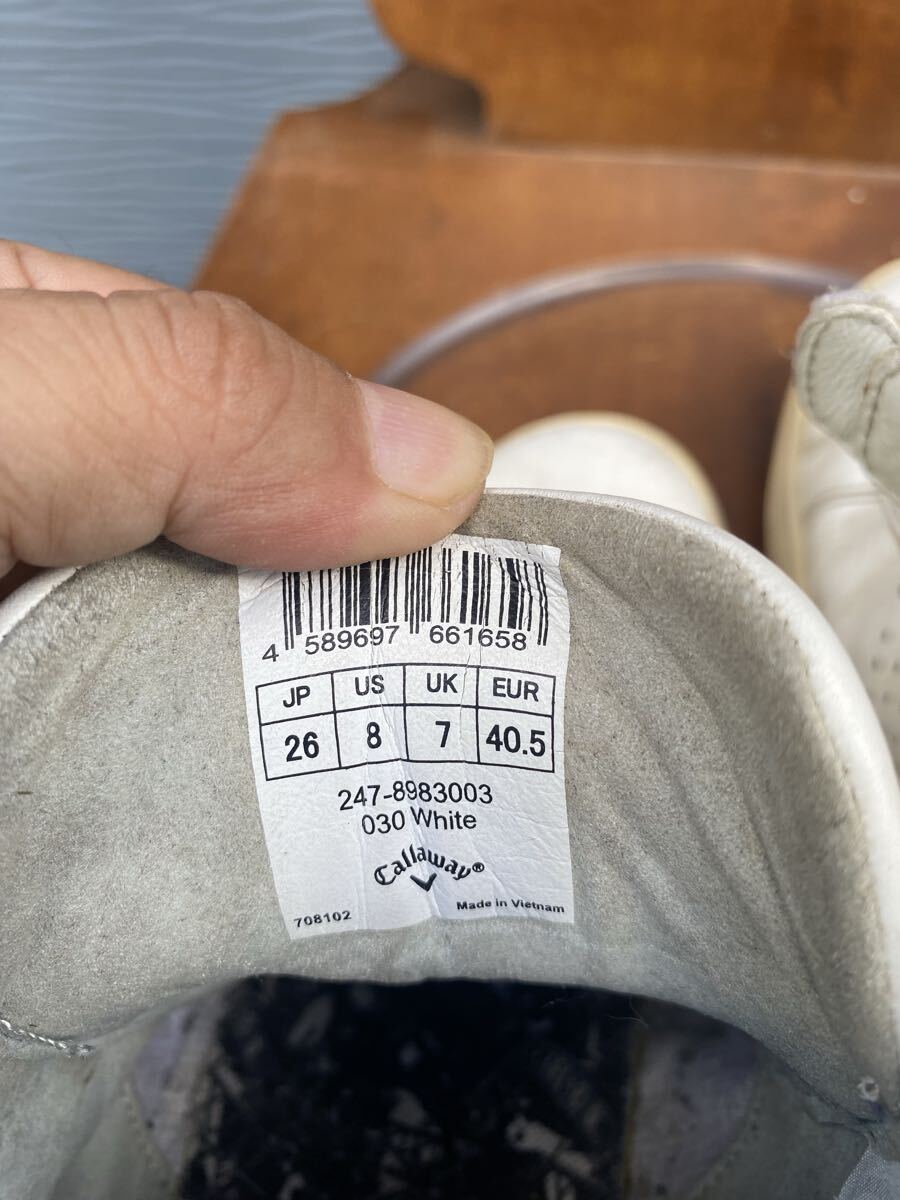 4 589697 661658
JP US UK EUR
26 8 7 40.5
247-8983003
030 White
Callaway®
708102 Made in Vietnam